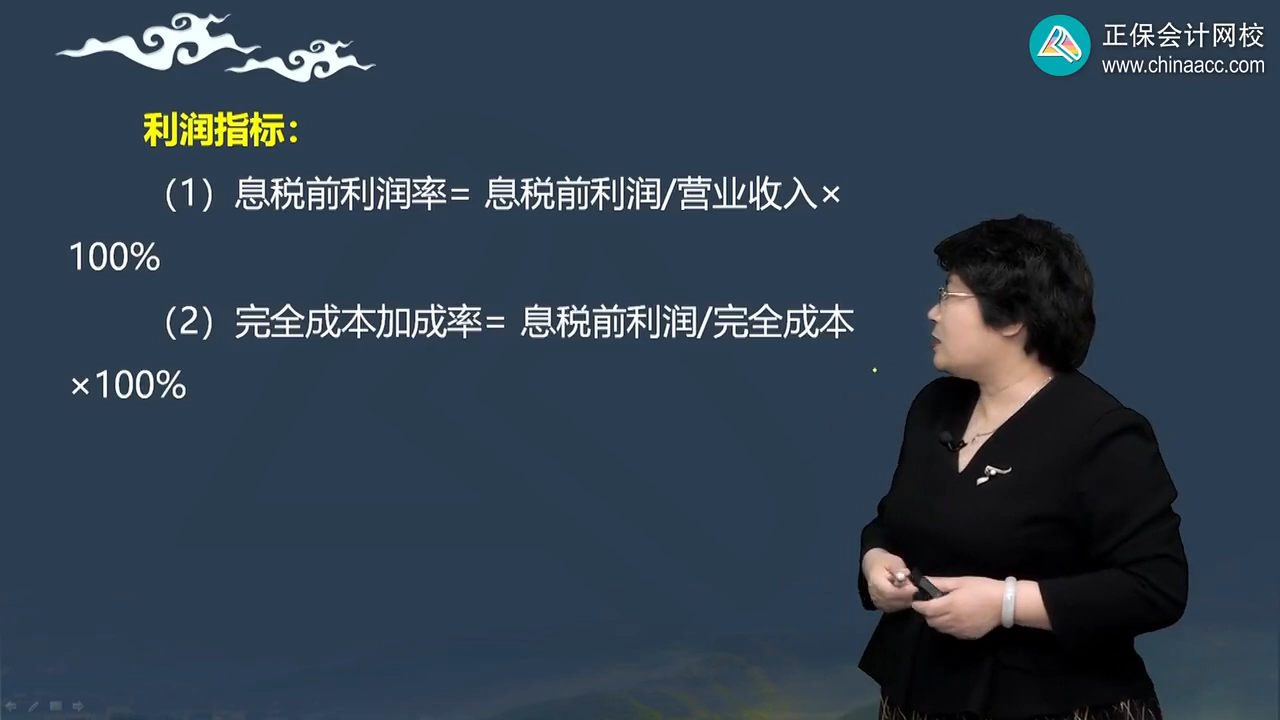 正保会计网校
www.chinaacc.com
利润指标：
（1）息税前利润率= 息税前利润/营业收入×
100%
（2）完全成本加成率= 息税前利润/完全成本
×100%